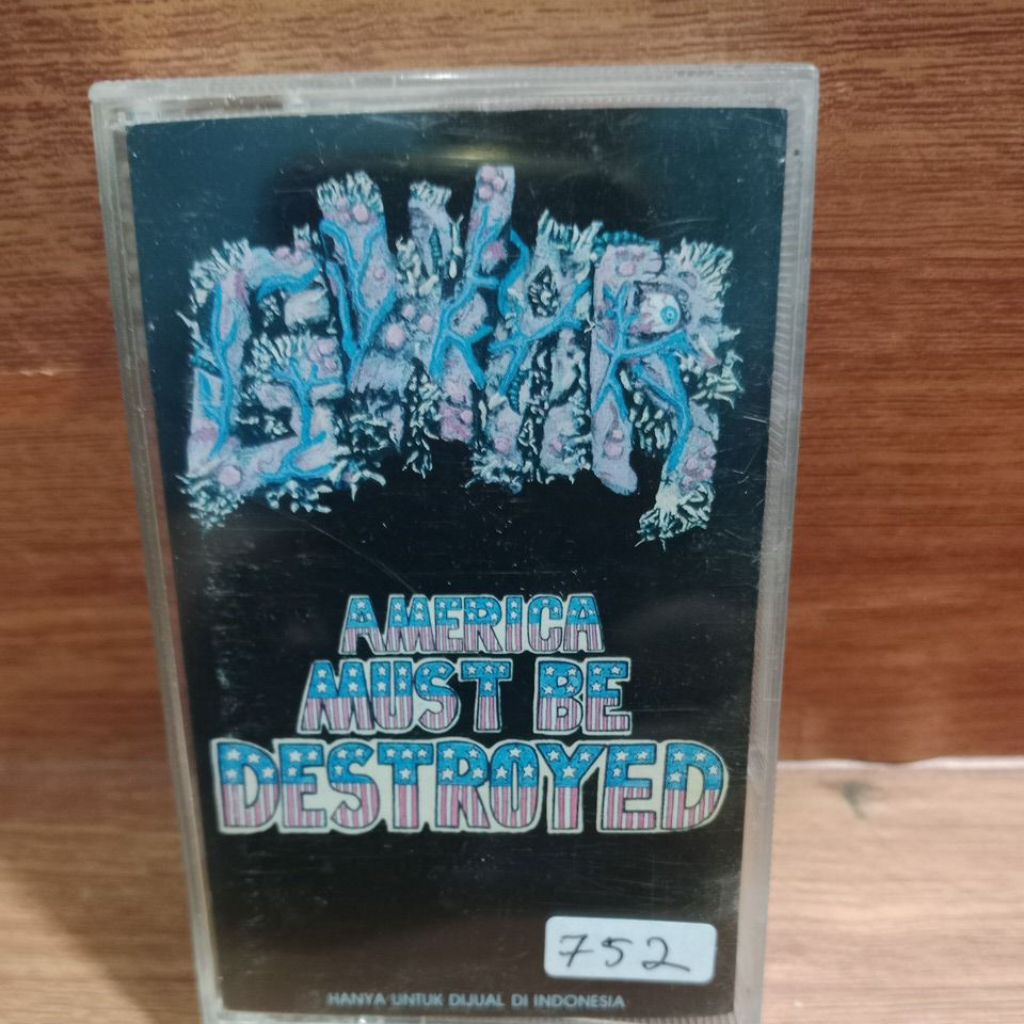 GWAR
AMERICA
MUST BE
DESTROYED
752
HANYA UNTUK DIJUAL DI INDONESIA